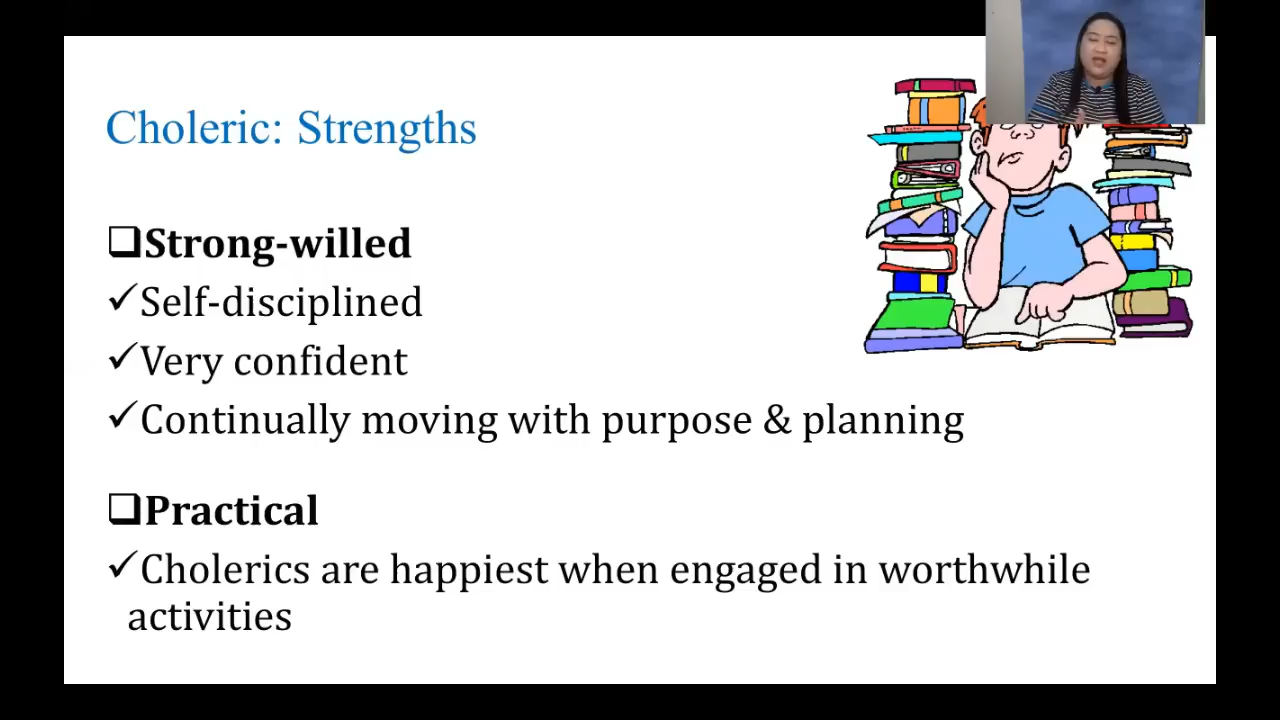 Choleric: Strengths
❑Strong-willed
✓Self-disciplined
✓Very confident
✓Continually moving with purpose & planning
❑Practical
✓Cholerics are happiest when engaged in worthwhile
activities